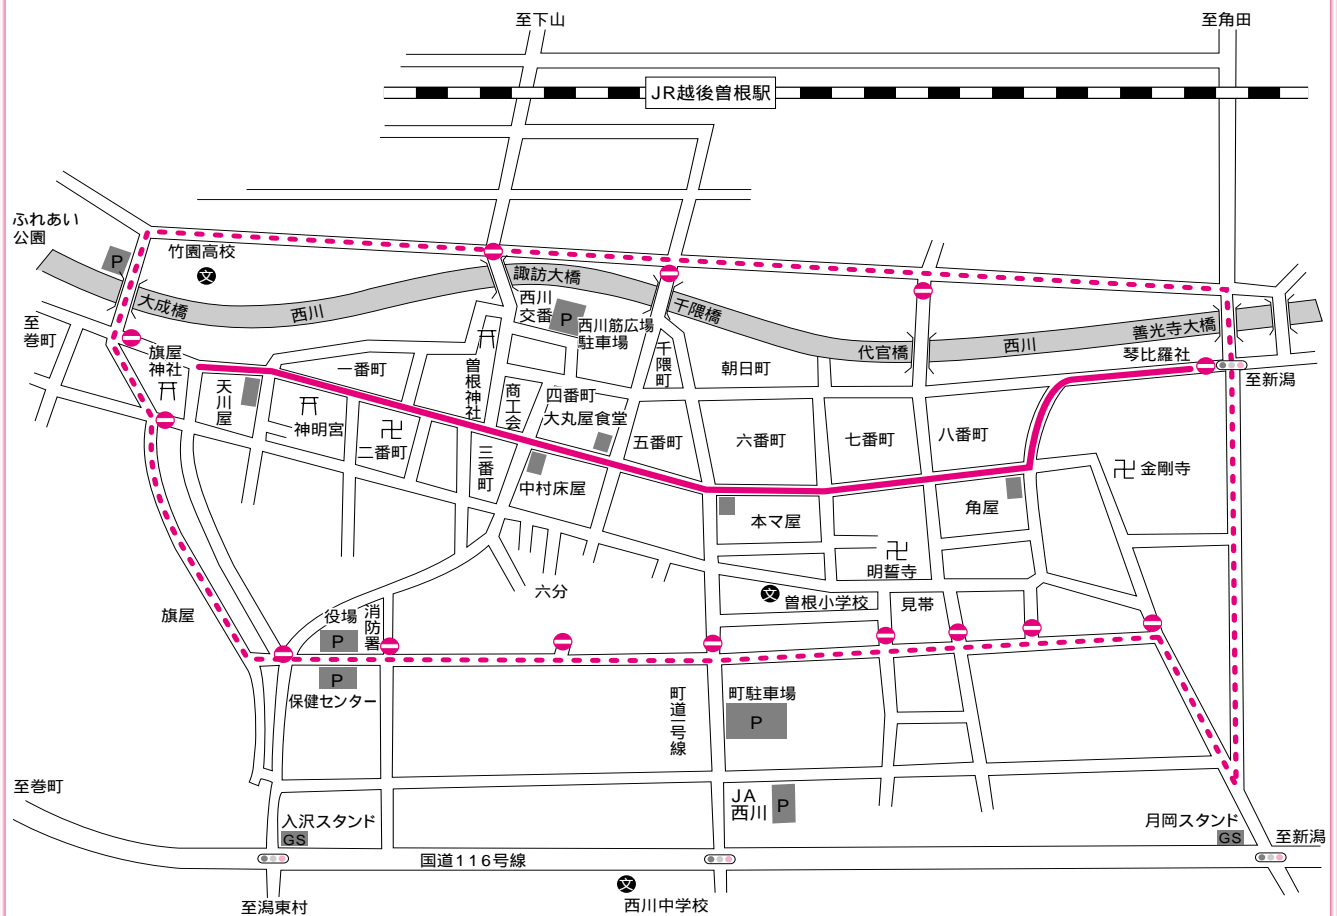 至下山
至角田
JR越後曽根駅
ふれあい
公園
P
竹園高校
文
大成橋
西川
諏訪大橋
西川
交番
P
西川筋広場
駐車場
千隈橋
千隈町
朝日町
代官橋
西川
善光寺大橋
琴比羅社
至新潟
至
巻町
旗屋
神社
天川屋
一番町
神明宮
卍
二番町
曽根神社
商工会
四番町
大丸屋食堂
三番町
中村床屋
五番町
六番町
七番町
八番町
本マ屋
角屋
卍金剛寺
卍
明誓寺
文
曽根小学校
見帯
六分
旗屋
役場
P
消防署
P
保健センター
町道一号線
町駐車場
P
JA
西川
P
至巻町
入沢スタンド
GS
国道116号線
月岡スタンド
GS
至新潟
至潟東村
文
西川中学校